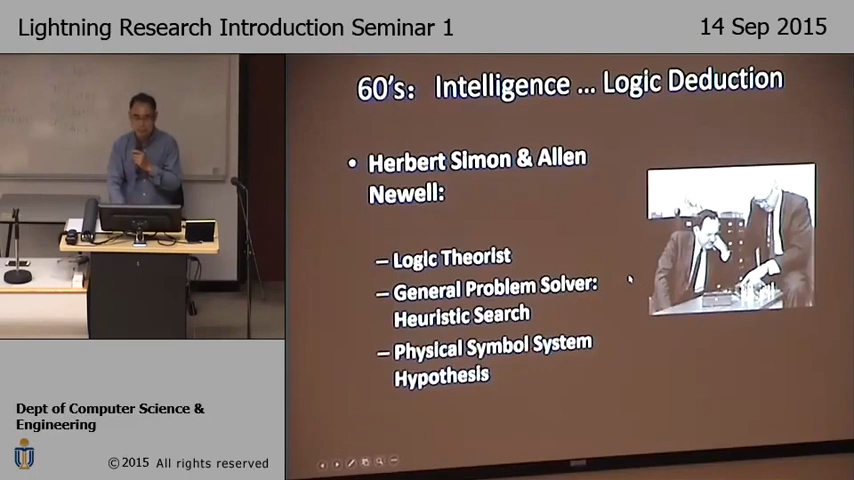 Lightning Research Introduction Seminar 1
14 Sep 2015
60's: Intelligence ... Logic Deduction
• Herbert Simon & Allen
Newell:
– Logic Theorist
– General Problem Solver:
Heuristic Search
– Physical Symbol System
Hypothesis
Dept of Computer Science &
Engineering
©2015 All rights reserved